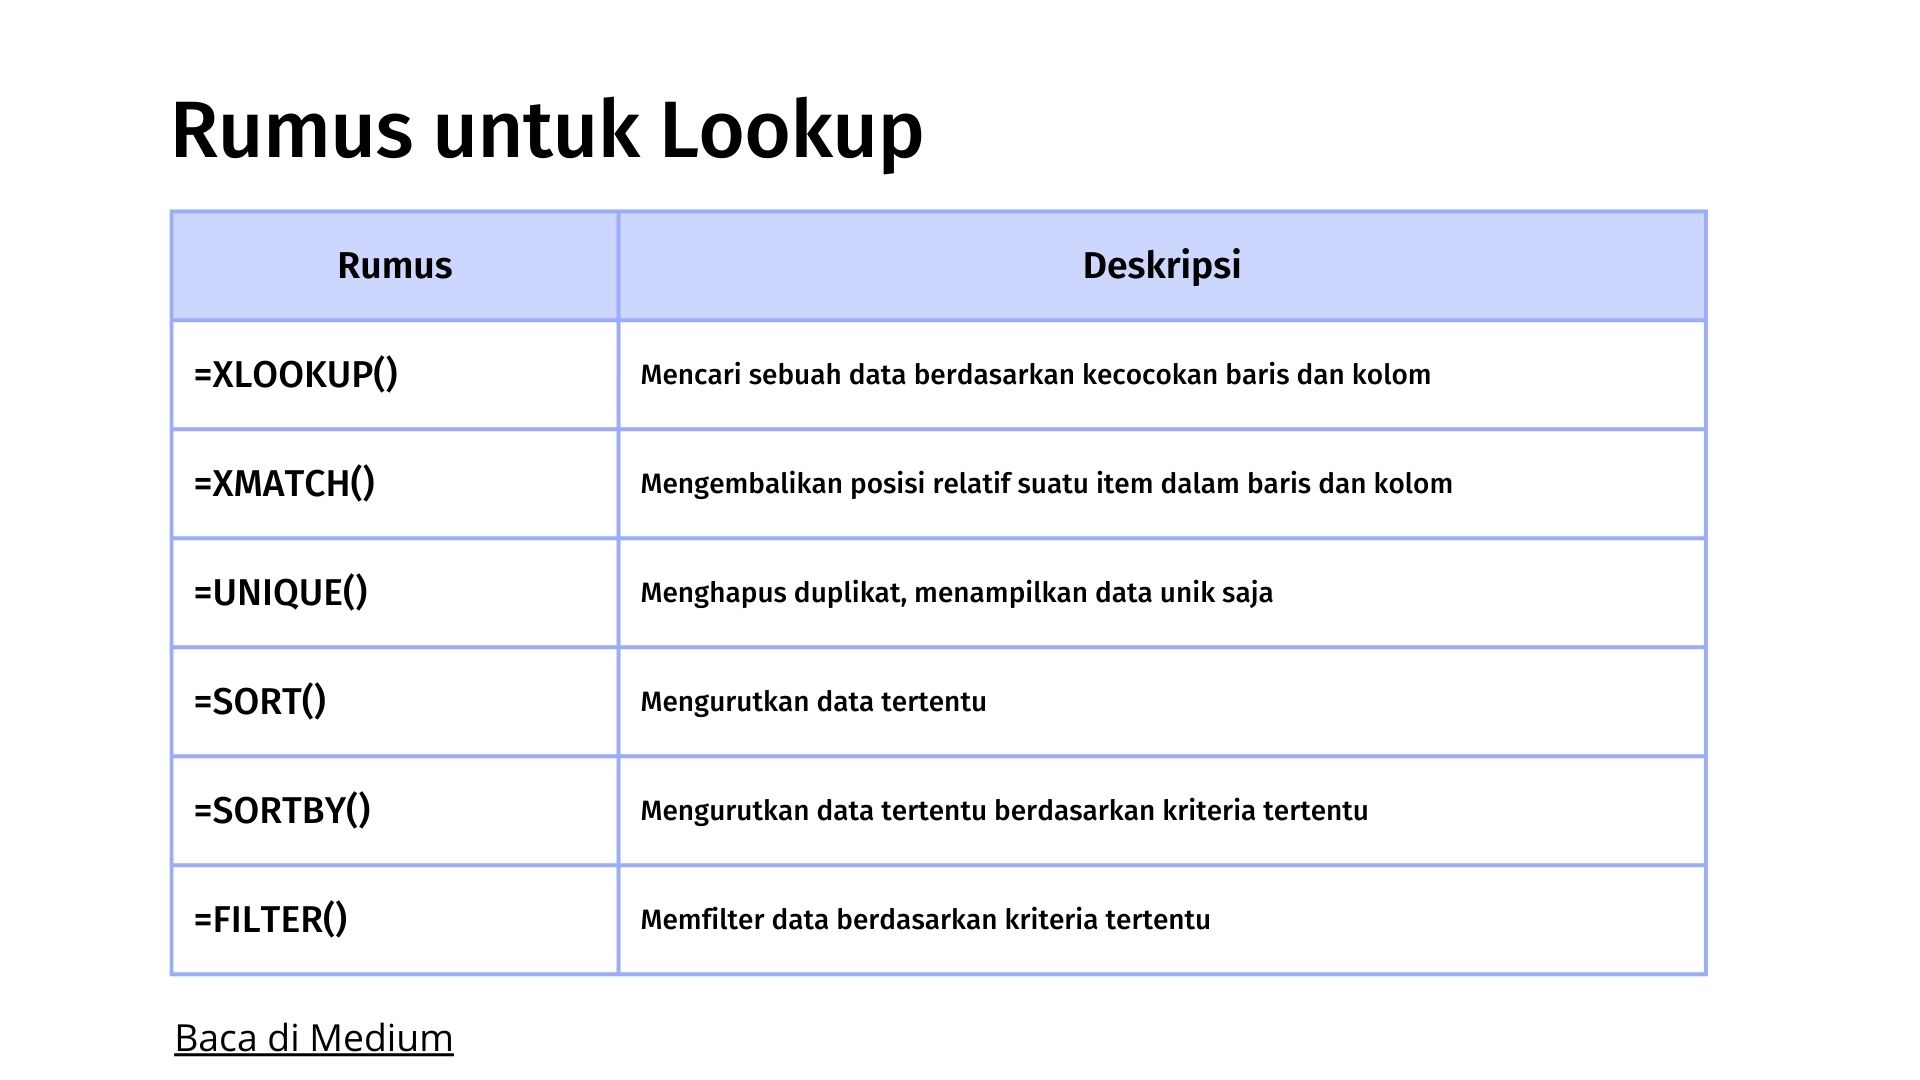 Rumus untuk Lookup
Rumus
Deskripsi
=XLOOKUP()
Mencari sebuah data berdasarkan kecocokan baris dan kolom
=XMATCH()
Mengembalikan posisi relatif suatu item dalam baris dan kolom
=UNIQUE()
Menghapus duplikat, menampilkan data unik saja
=SORT()
Mengurutkan data tertentu
=SORTBY()
Mengurutkan data tertentu berdasarkan kriteria tertentu
=FILTER()
Memfilter data berdasarkan kriteria tertentu
Baca di Medium